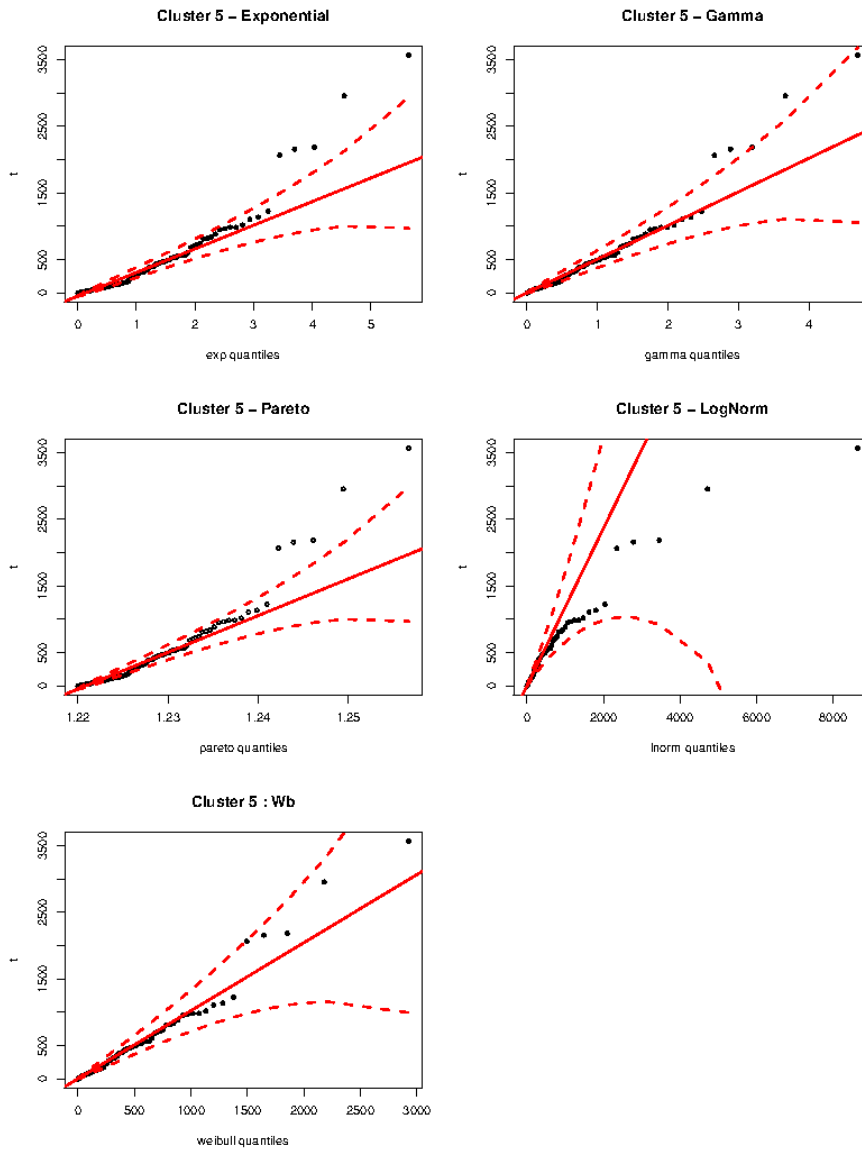 Cluster 5 – Exponential
t
0 500 1500 2500 3500
0 1 2 3 4 5
exp quantiles
Cluster 5 – Gamma
t
0 500 1500 2500 3500
0 1 2 3 4
gamma quantiles
Cluster 5 – Pareto
t
0 500 1500 2500 3500
1.22 1.23 1.24 1.25
pareto quantiles
Cluster 5 – LogNorm
t
0 500 1500 2500 3500
0 2000 4000 6000 8000
lnorm quantiles
Cluster 5 : Wb
t
0 500 1500 2500 3500
0 500 1000 1500 2000 2500 3000
weibull quantiles